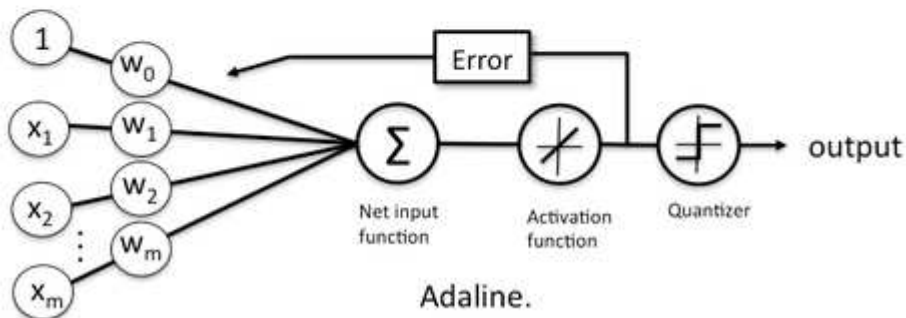 1
w0
Error
x1
w1
Σ
output
x2
w2
Net input
function
Activation
function
Quantizer
⋮
wm
xm
Adaline.